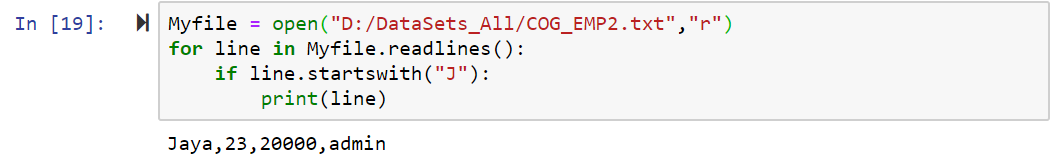 In [19]:
Myfile = open("D:/DataSets_All/COG_EMP2.txt","r")
for line in Myfile.readlines():
    if line.startswith("J"):
        print(line)
Jaya,23,20000,admin